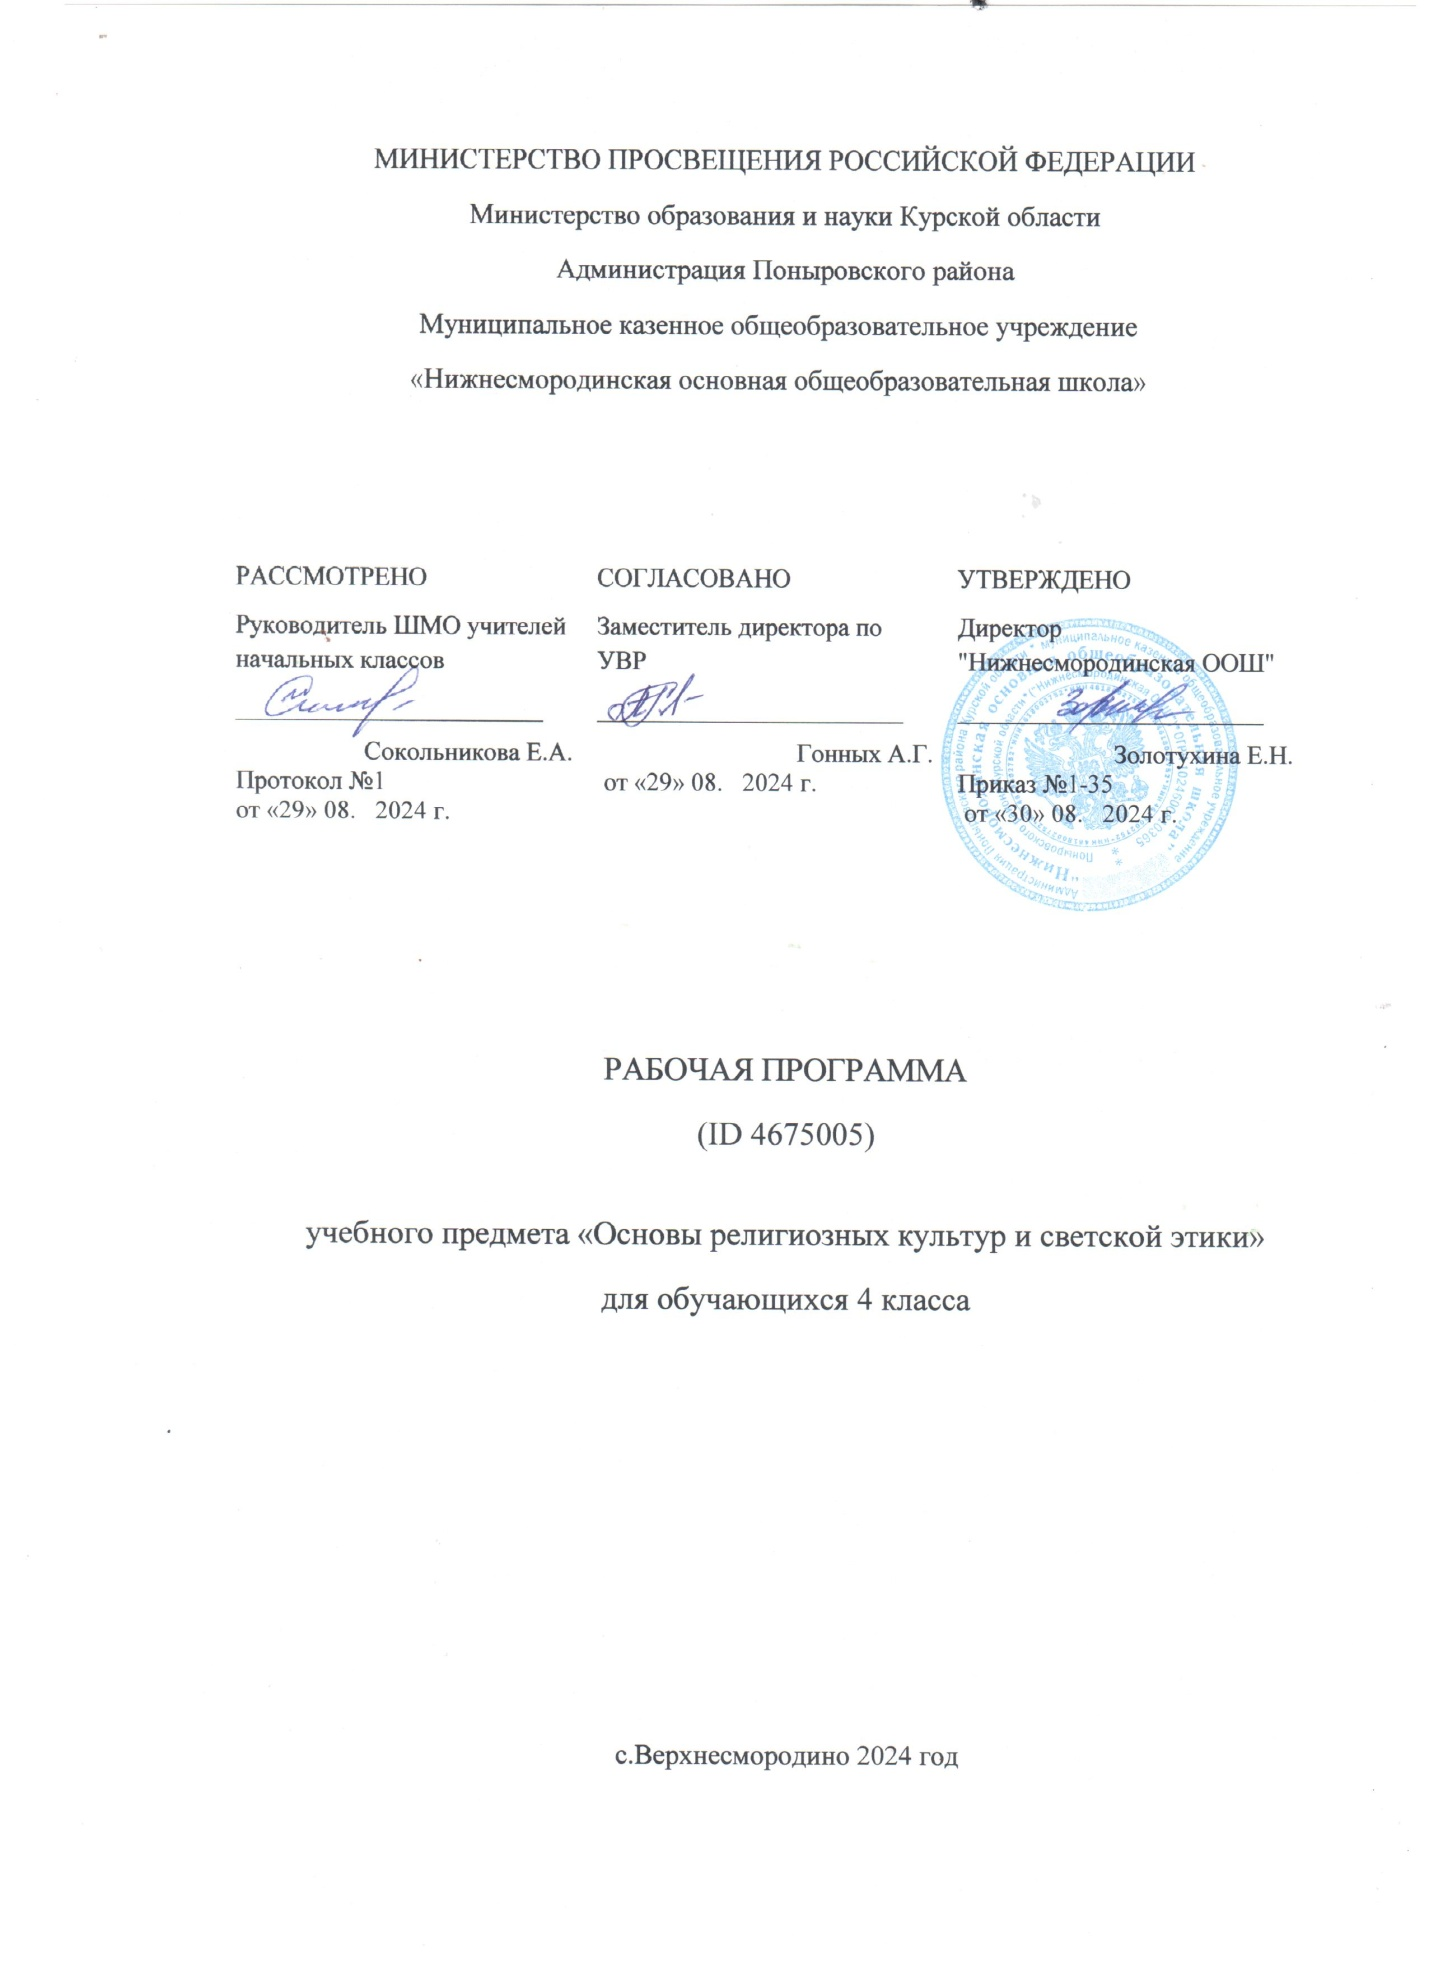 МИНИСТЕРСТВО ПРОСВЕЩЕНИЯ РОССИЙСКОЙ ФЕДЕРАЦИИ
Министерство образования и науки Курской области
Администрация Поныровского района
Муниципальное казенное общеобразовательное учреждение
«Нижнесмородинская основная общеобразовательная школа»
РАССМОТРЕНО
Руководитель ШМО учителей
начальных классов
Сокольникова Е.А.
Протокол №1
от «29» 08. 2024 г.
СОГЛАСОВАНО
Заместитель директора по
УВР
Гонных А.Г.
от «29» 08. 2024 г.
УТВЕРЖДЕНО
Директор
"Нижнесмородинская ООШ"
Золотухина Е.Н.
Приказ №1-35
от «30» 08. 2024 г.
РАБОЧАЯ ПРОГРАММА
(ID 4675005)
учебного предмета «Основы религиозных культур и светской этики»
для обучающихся 4 класса
с.Верхнесмородино 2024 год